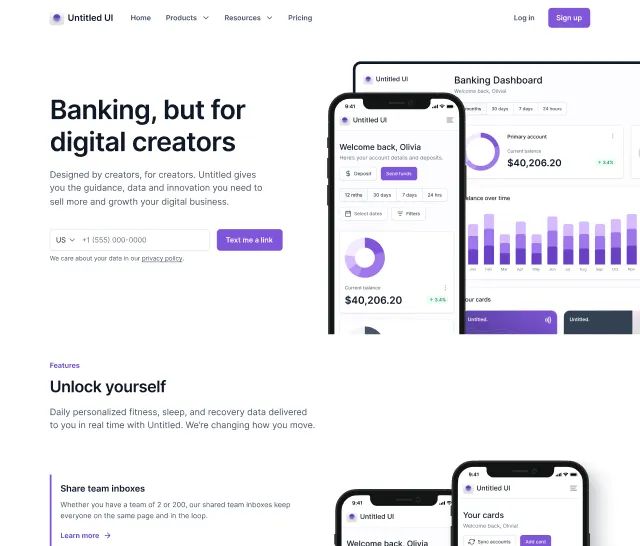 Untitled UI
Home
Products
Resources
Pricing
Log in
Sign up
Banking, but for
digital creators
Designed by creators, for creators. Untitled gives
you the guidance, data and innovation you need to
sell more and growth your digital business.
US
+1 (555) 000-0000
Text me a link
We care about your data in our privacy policy.
Untitled UI
Banking Dashboard
Welcome back, Olivia!
months
30 days
7 days
24 hours
Primary account
Current balance
$40,206.20
+ 3.4%
alance over time
Feb
Mar
Apr
May
Jun
Jul
Aug
Sep
Oct
Nov
our cards
Untitled.
Untitled.
9:41
Untitled UI
Welcome back, Olivia
Here's your account details and deposits.
Deposit
Send funds
12 mths
30 days
7 days
24 hrs
Select dates
Filters
Current balance
$40,206.20
+ 3.4%
Features
Unlock yourself
Daily personalized fitness, sleep, and recovery data delivered
to you in real time with Untitled. We're changing how you move.
Share team inboxes
Whether you have a team of 2 or 200, our shared team inboxes keep
everyone on the same page and in the loop.
Learn more
9:41
Untitled UI
Welcome back, Olivia
9:41
Untitled UI
Your cards
Welcome back, Olivia!
Sync accounts
Add card